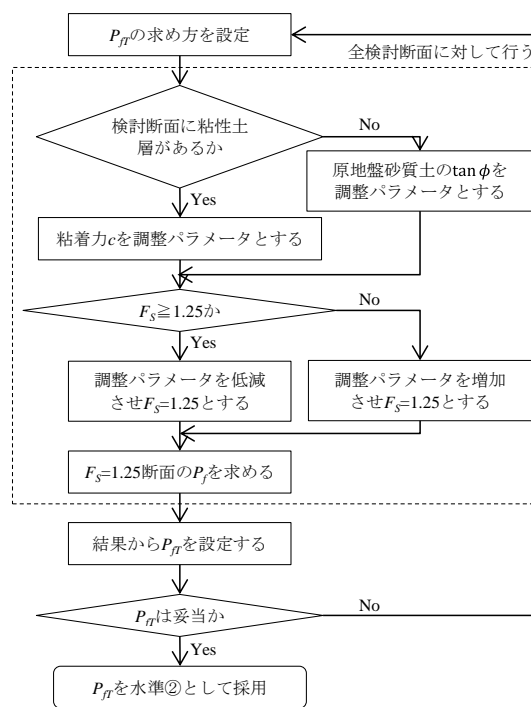 P_fTの求め方を設定
全検討断面に対して行う
検討断面に粘性土
層があるか
No
原地盤砂質土のtanϕを
調整パラメータとする
Yes
粘着力cを調整パラメータとする
F_S≧1.25か
No
Yes
調整パラメータを低減
させF_S=1.25とする
調整パラメータを増加
させF_S=1.25とする
F_S=1.25断面のP_fを求める
結果からP_fTを設定する
P_fTは妥当か
No
Yes
P_fTを水準②として採用